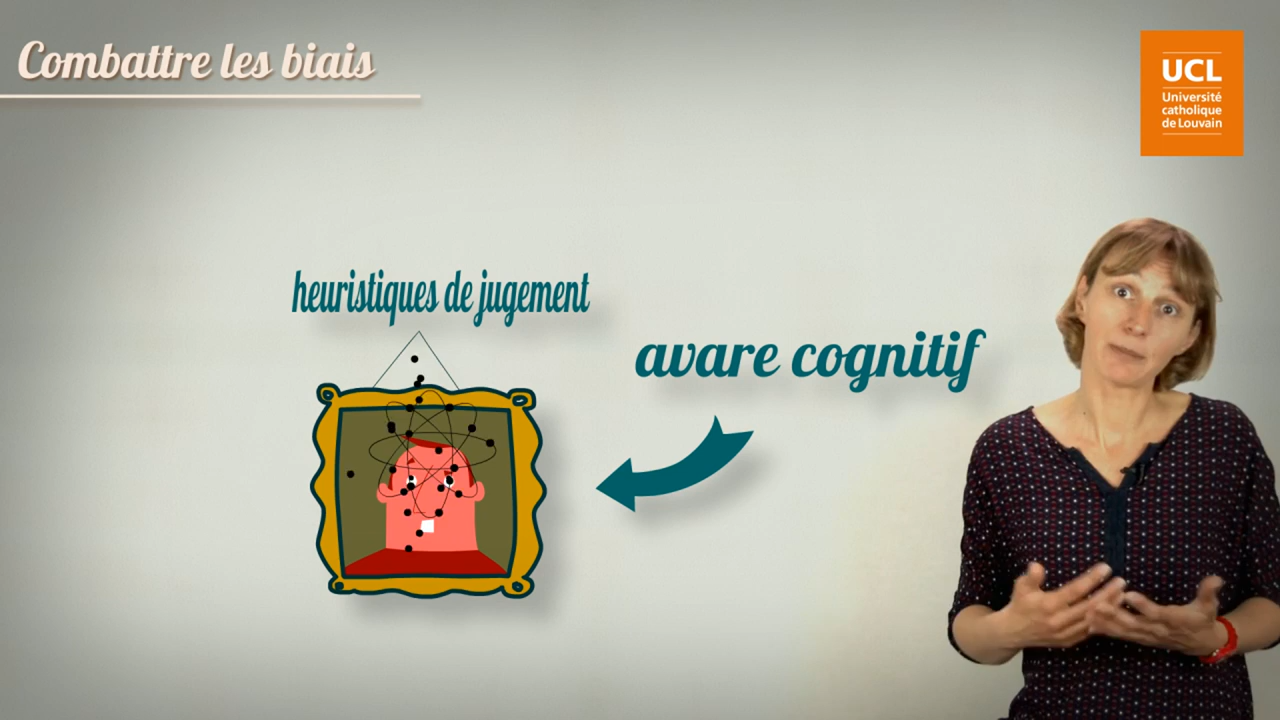 Combattre les biais
UCL
Université
catholique
de Louvain
heuristiques de jugement
avare cognitif